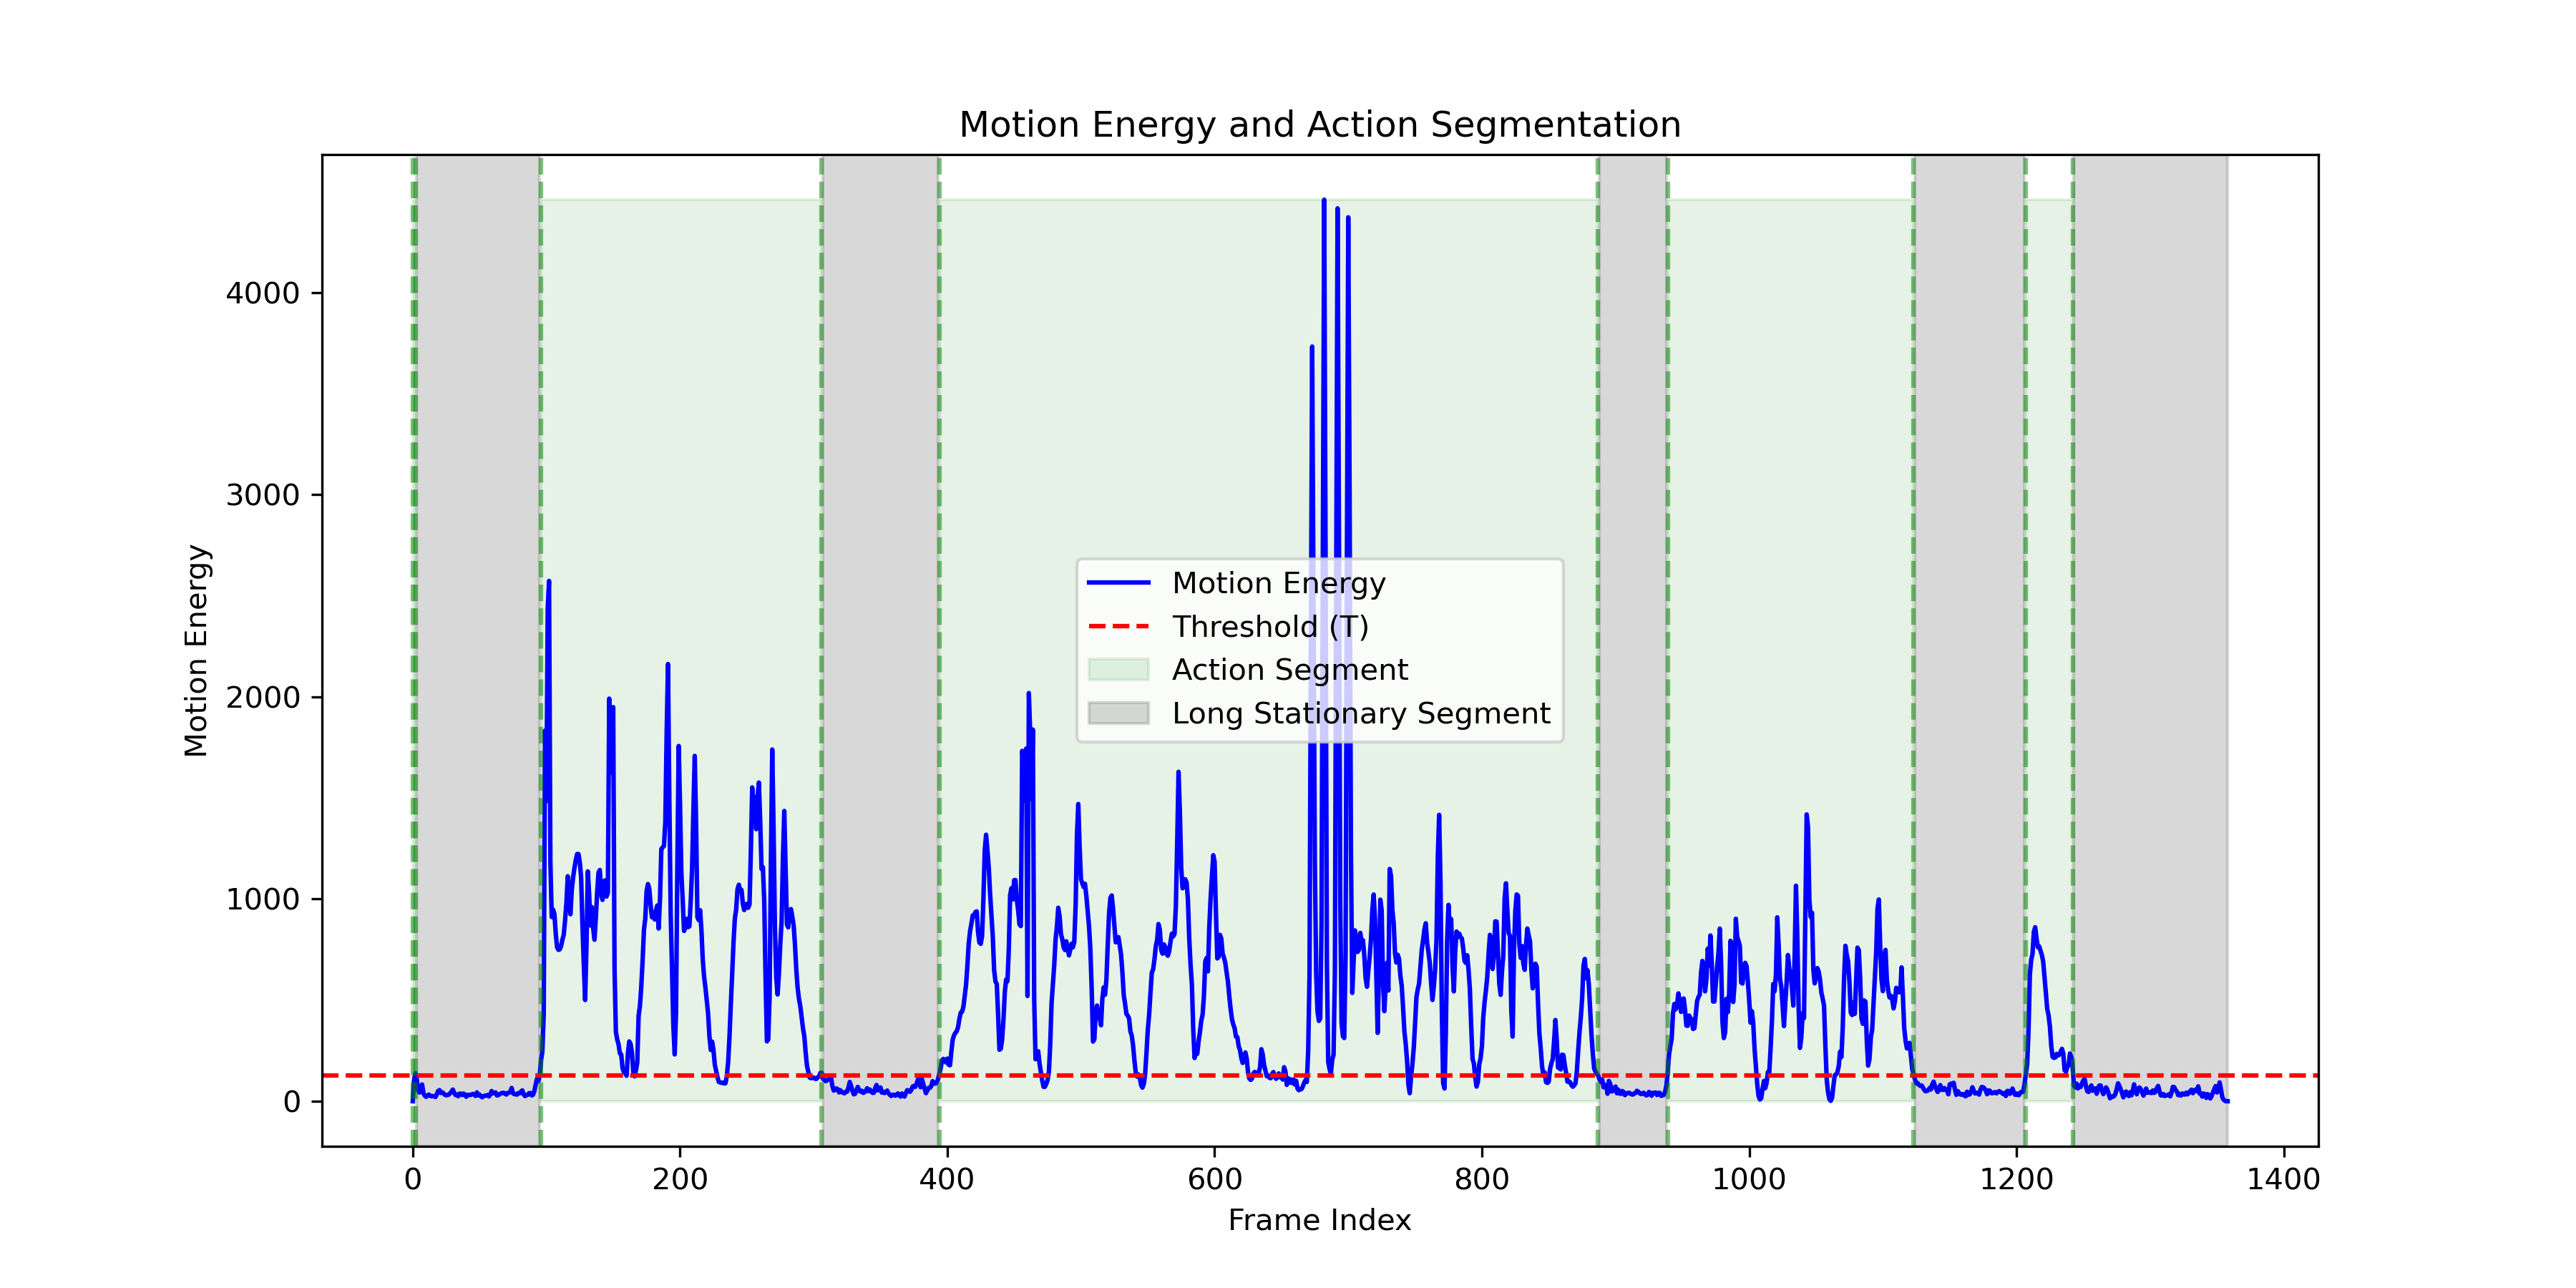 Motion Energy and Action Segmentation
4000
3000
2000
1000
0
Motion Energy
Motion Energy
Threshold (T)
Action Segment
Long Stationary Segment
0 200 400 600 800 1000 1200 1400
Frame Index